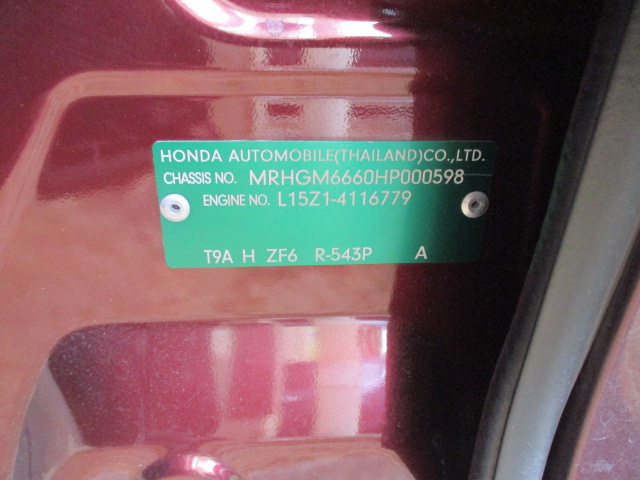 HONDA AUTOMOBILE(THAILAND)CO.,LTD.
CHASSIS NO. MRHGM6660HP000598
ENGINE NO. L15Z1-4116779
T9A H ZF6 R-543P A